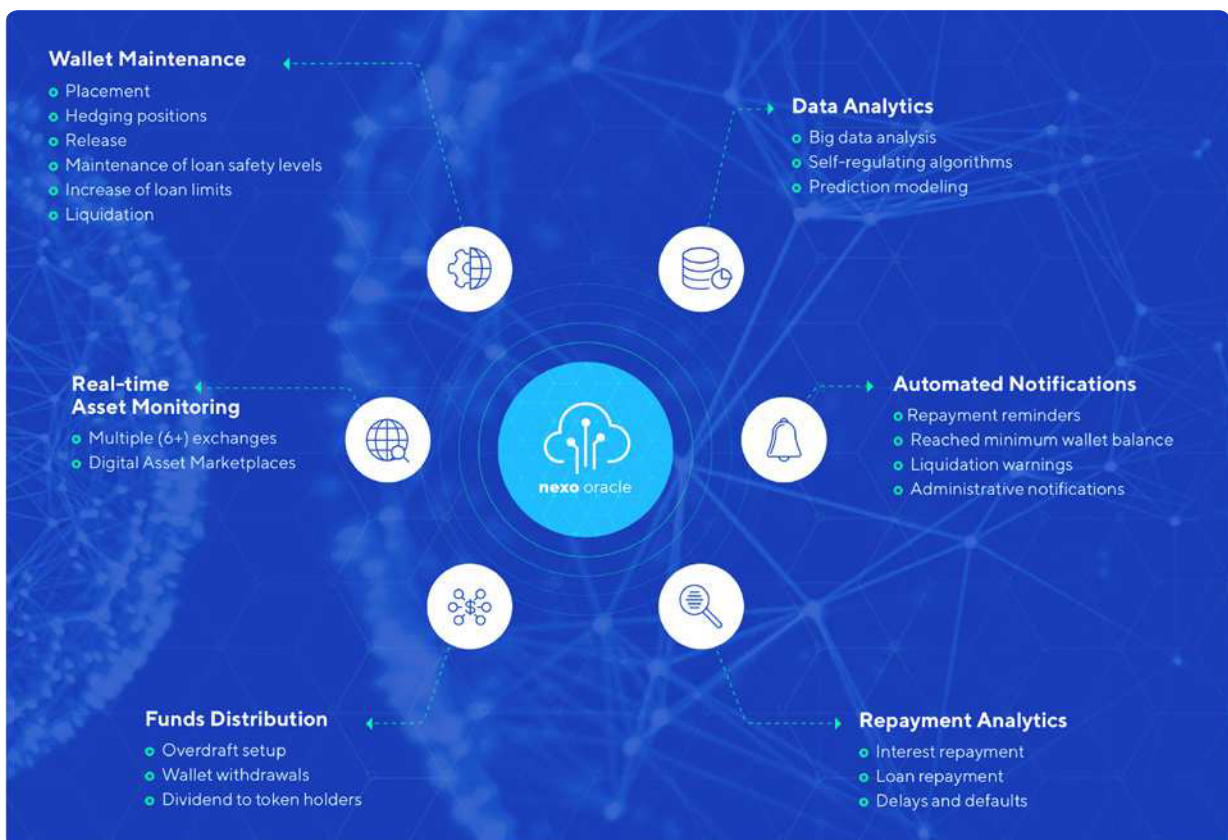 Wallet Maintenance
Placement
Hedging positions
Release
Maintenance of loan safety levels
Increase of loan limits
Liquidation
Data Analytics
Big data analysis
Self-regulating algorithms
Prediction modeling
Real-time
Asset Monitoring
Multiple (6+) exchanges
Digital Asset Marketplaces
nexo oracle
Automated Notifications
Repayment reminders
Reached minimum wallet balance
Liquidation warnings
Administrative notifications
Funds Distribution
Overdraft setup
Wallet withdrawals
Dividend to token holders
Repayment Analytics
Interest repayment
Loan repayment
Delays and defaults